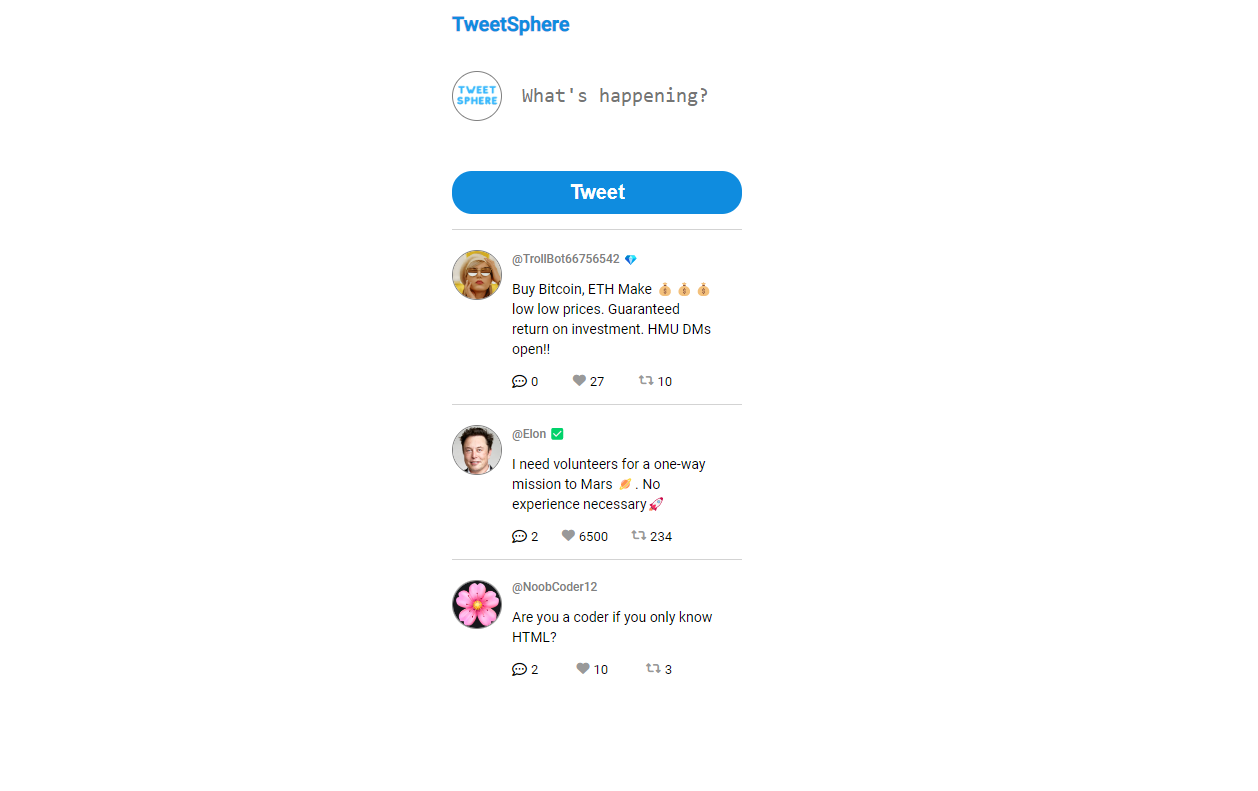 TweetSphere
TWEET
SPHERE
What's happening?
Tweet
@TrollBot66756542 💎
Buy Bitcoin, ETH Make 💰 💰 💰
low low prices. Guaranteed
return on investment. HMU DMs
open!!
0 27 10
@Elon ✅
I need volunteers for a one-way
mission to Mars 🪐. No
experience necessary🚀
2 6500 234
@NoobCoder12
Are you a coder if you only know
HTML?
2 10 3